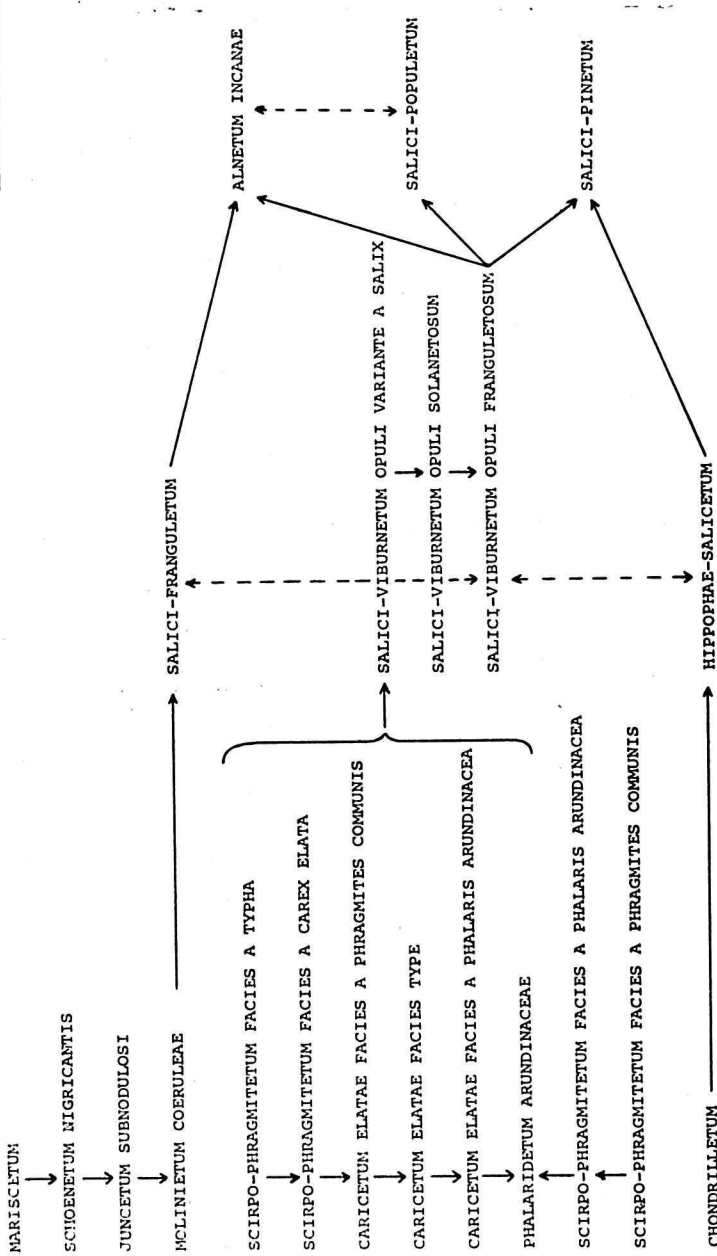 MARISCETUM
SCHOENETUM NIGRICANTIS
JUNCETUM SUBNODULOSI
MCLINIETUM COERULEAE
SCIRPO-PHRAGMITETUM FACIES A TYPHA
SCIRPO-PHRAGMITETUM FACIES A CAREX ELATA
CARICETUM ELATAE FACIES A PHRAGMITES COMMUNIS
CARICETUM ELATAE FACIES TYPE
CARICETUM ELATAE FACIES A PHALARIS ARUNDINACEA
PHALARIDETUM ARUNDINACEAE
SCIRPO-PHRAGMITETUM FACIES A PHALARIS ARUNDINACEA
SCIRPO-PHRAGMITETUM FACIES A PHRAGMITES COMMUNIS
CHONDRILLETUM
SALICI-FRANGULETUM
SALICI-VIBURNETUM OPULI VARIANTE A SALIX
SALICI-VIBURNETUM OPULI SOLANETOSUM
SALICI-VIBURNETUM OPULI FRANGULETOSUM
HIPPOPHAE-SALICETUM
ALNETUM INCANAE
SALICI-POPULETUM
SALICI-PINETUM